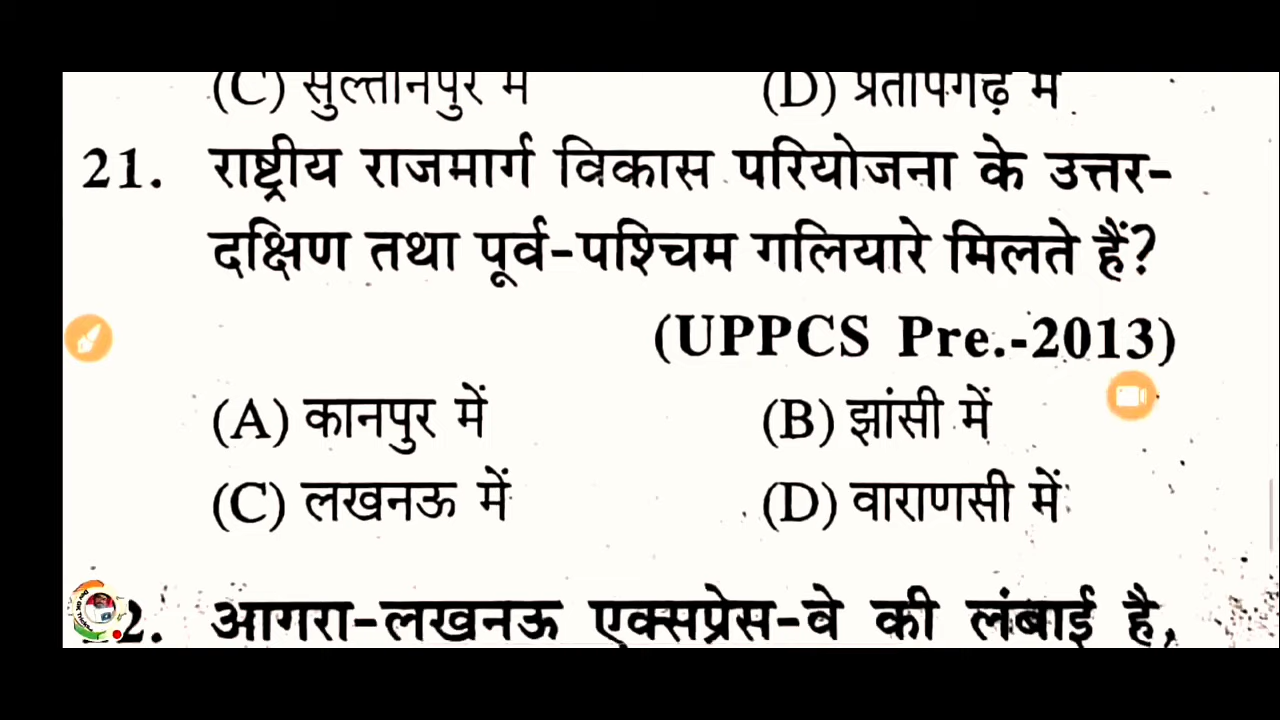 (C) सुल्तानपुर में (D) प्रतापगढ़ में
21. राष्ट्रीय राजमार्ग विकास परियोजना के उत्तर-
दक्षिण तथा पूर्व-पश्चिम गलियारे मिलते हैं?
(UPPCS Pre.-2013)
(A) कानपुर में (B) झांसी में
(C) लखनऊ में (D) वाराणसी में
2. आगरा-लखनऊ एक्सप्रेस-वे की लंबाई है,